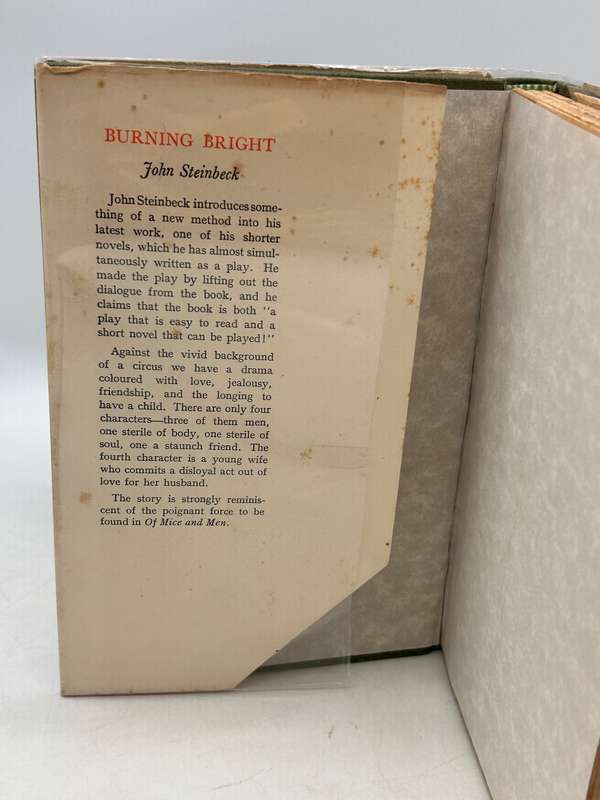 BURNING BRIGHT
John Steinbeck
John Steinbeck introduces some-
thing of a new method into his
latest work, one of his shorter
novels, which he has almost simul-
taneously written as a play. He
made the play by lifting out the
dialogue from the book, and he
claims that the book is both "a
play that is easy to read and a
short novel that can be played!"
Against the vivid background
of a circus we have a drama
coloured with love, jealousy,
friendship, and the longing to
have a child. There are only four
characters—three of them men,
one sterile of body, one sterile of
soul, one a staunch friend. The
fourth character is a young wife
who commits a disloyal act out of
love for her husband.
The story is strongly reminis-
cent of the poignant force to be
found in Of Mice and Men.